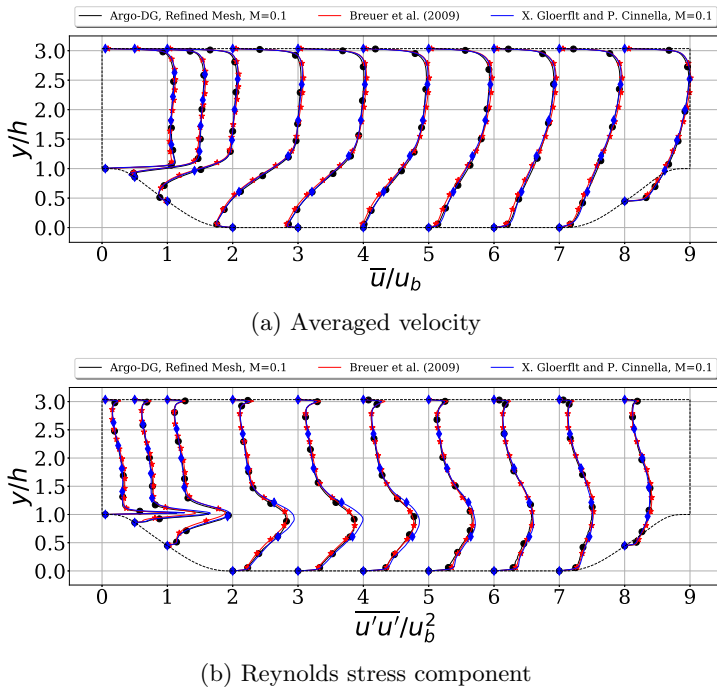 Argo-DG, Refined Mesh, M=0.1 Breuer et al. (2009) X. Gloerflt and P. Cinnella, M=0.1
3.0
2.5
2.0
1.5
1.0
0.5
0.0
y/h
0 1 2 3 4 5 6 7 8 9
u̅/u_b
(a) Averaged velocity
Argo-DG, Refined Mesh, M=0.1 Breuer et al. (2009) X. Gloerflt and P. Cinnella, M=0.1
3.0
2.5
2.0
1.5
1.0
0.5
0.0
y/h
0 1 2 3 4 5 6 7 8 9
\overline{u'u'}/u_b^2
(b) Reynolds stress component